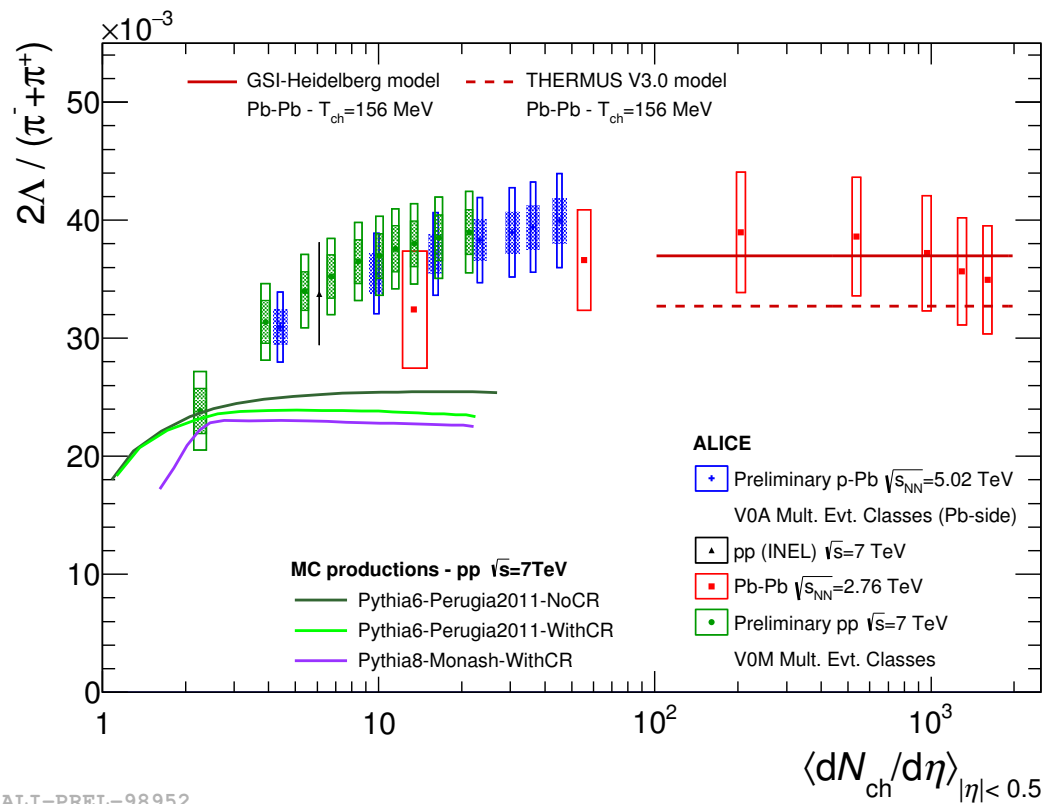 ×10⁻³
2Λ / (π⁻+π⁺)
50
40
30
20
10
0
GSI-Heidelberg model
Pb-Pb - T_ch=156 MeV
THERMUS V3.0 model
Pb-Pb - T_ch=156 MeV
MC productions - pp √s=7TeV
Pythia6-Perugia2011-NoCR
Pythia6-Perugia2011-WithCR
Pythia8-Monash-WithCR
ALICE
Preliminary p-Pb √s_NN=5.02 TeV
V0A Mult. Evt. Classes (Pb-side)
pp (INEL) √s=7 TeV
Pb-Pb √s_NN=2.76 TeV
Preliminary pp √s=7 TeV
V0M Mult. Evt. Classes
1
10
10²
10³
⟨dN_ch/dη⟩_|η|< 0.5
ALI-PREL-98952